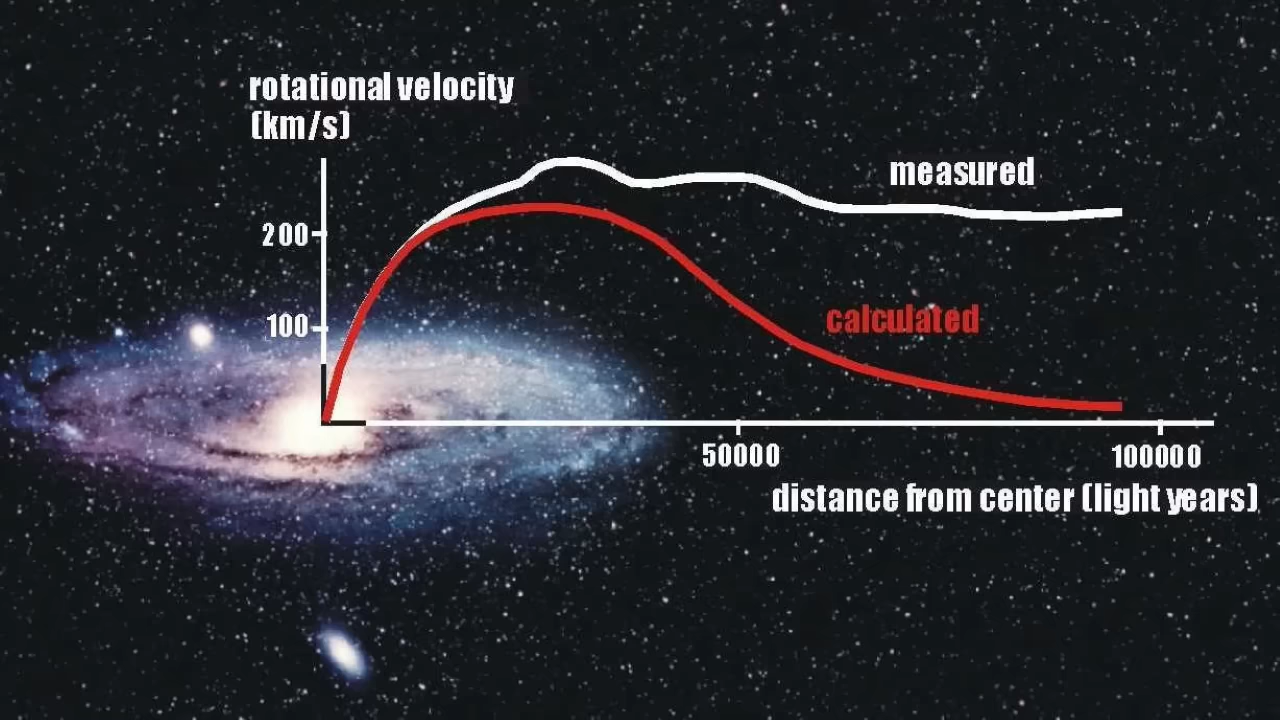 rotational velocity
(km/s)
measured
200
100
calculated
50000
100000
distance from center (light years)